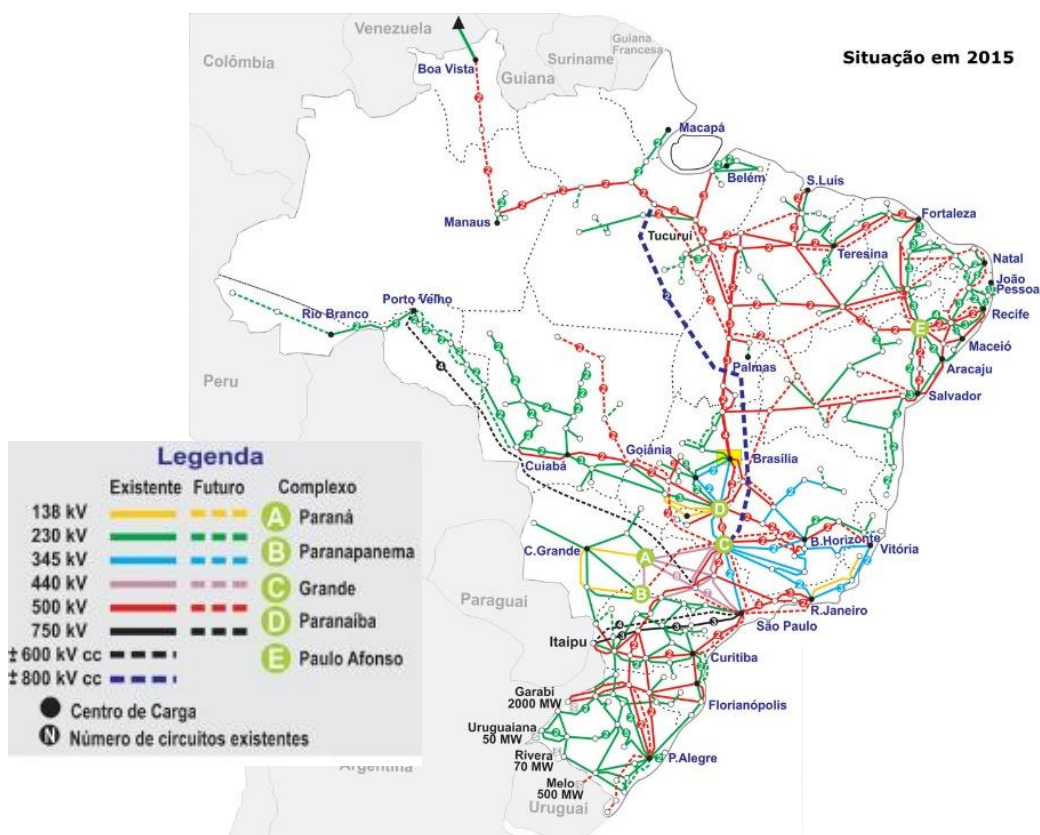 Venezuela
Guiana
Francesa
Suriname
Colômbia
Guiana
Situação em 2015
Boa Vista
Macapá
Belém
S.Luis
Fortaleza
Manaus
Tucuruí
Teresina
Natal
João
Pessoa
Recife
Porto Velho
Rio Branco
E
Maceió
Palmas
Aracaju
Peru
Salvador
Goiânia
Brasília
Cuiabá
D
C.Grande
C
B.Horizonte
Vitória
A
B
R.Janeiro
Paraguai
São Paulo
Itaipu
Curitiba
Garabi
2000 MW
Florianópolis
Uruguaiana
50 MW
Rivera
70 MW
P.Alegre
Melo
500 MW
Argentina
Uruguai
Legenda
Existente Futuro Complexo
138 kV
230 kV
345 kV
440 kV
500 kV
750 kV
± 600 kV cc
± 800 kV cc
A Paraná
B Paranapanema
C Grande
D Paranaíba
E Paulo Afonso
Centro de Carga
N Número de circuitos existentes